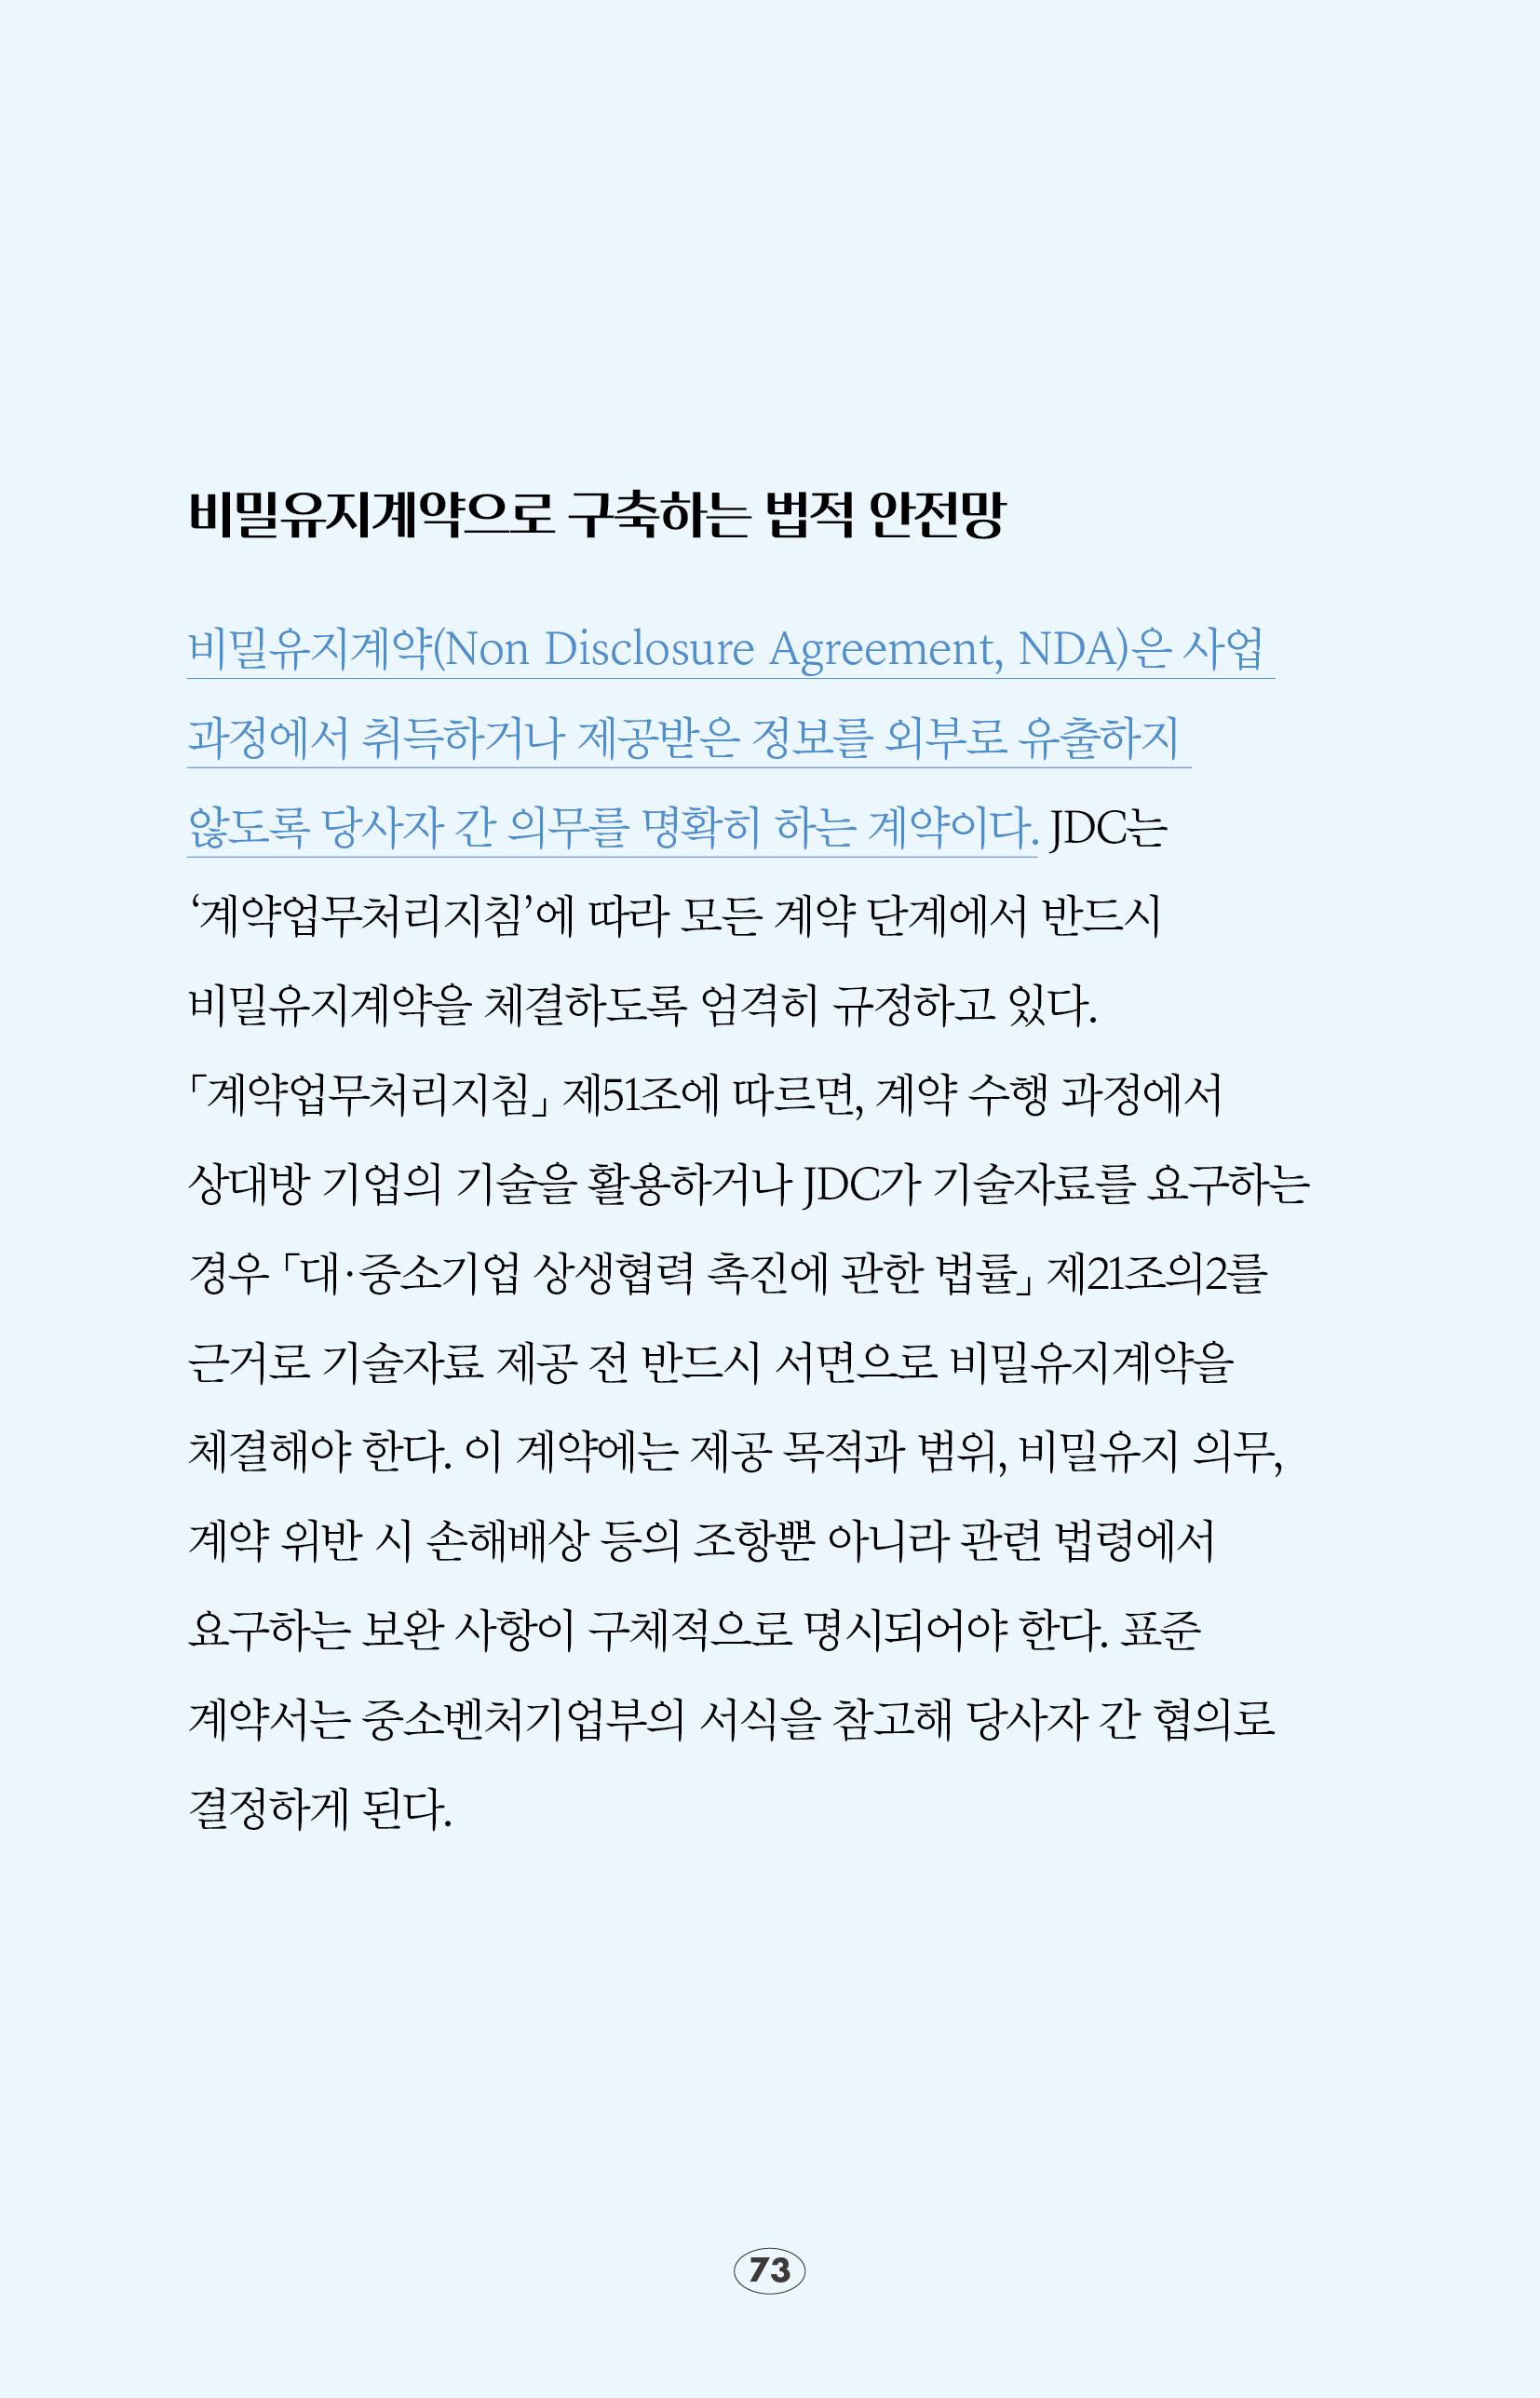 비밀유지계약으로 구축하는 법적 안전망
비밀유지계약(Non Disclosure Agreement, NDA)은 사업
과정에서 취득하거나 제공받은 정보를 외부로 유출하지
않도록 당사자 간 의무를 명확히 하는 계약이다. JDC는
‘계약업무처리지침’에 따라 모든 계약 단계에서 반드시
비밀유지계약을 체결하도록 엄격히 규정하고 있다.
「계약업무처리지침」 제51조에 따르면, 계약 수행 과정에서
상대방 기업의 기술을 활용하거나 JDC가 기술자료를 요구하는
경우 「대·중소기업 상생협력 촉진에 관한 법률」 제21조의2를
근거로 기술자료 제공 전 반드시 서면으로 비밀유지계약을
체결해야 한다. 이 계약에는 제공 목적과 범위, 비밀유지 의무,
계약 위반 시 손해배상 등의 조항뿐 아니라 관련 법령에서
요구하는 보완 사항이 구체적으로 명시되어야 한다. 표준
계약서는 중소벤처기업부의 서식을 참고해 당사자 간 협의로
결정하게 된다.
73